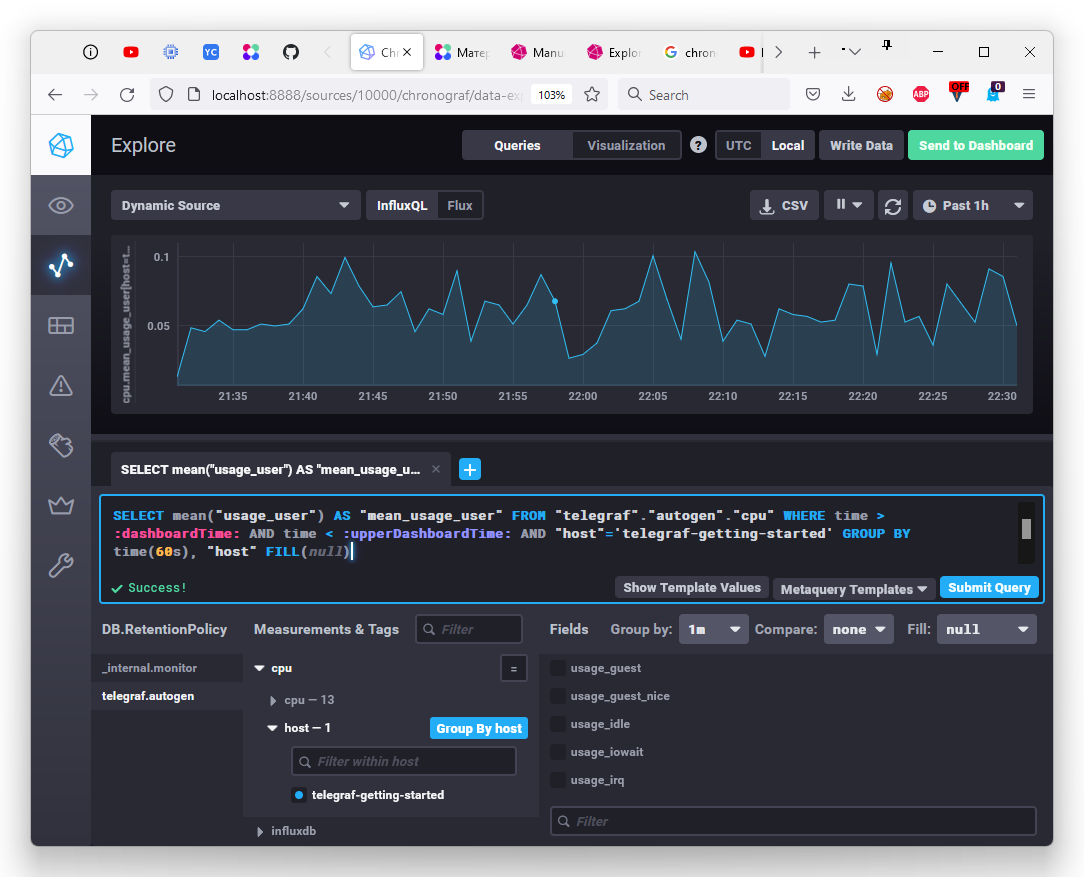 YC
Chr
Матер
Manu
Explor
chron
localhost:8888/sources/10000/chronograf/data-exp
103%
Search
ABP
OFF
0
Explore
Queries
Visualization
?
UTC
Local
Write Data
Send to Dashboard
Dynamic Source
InfluxQL
Flux
CSV
Past 1h
cpu.mean_usage_user[host=t...
0.1
0.05
21:35 21:40 21:45 21:50 21:55 22:00 22:05 22:10 22:15 22:20 22:25 22:30
SELECT mean("usage_user") AS "mean_usage_u...
SELECT mean("usage_user") AS "mean_usage_user" FROM "telegraf"."autogen"."cpu" WHERE time >
:dashboardTime: AND time < :upperDashboardTime: AND "host"='telegraf-getting-started' GROUP BY
time(60s), "host" FILL(null)
Success!
Show Template Values
Metaquery Templates
Submit Query
DB.RetentionPolicy
Measurements & Tags
Filter
Fields
Group by:
1m
Compare:
none
Fill:
null
_internal.monitor
telegraf.autogen
cpu
=
cpu — 13
host — 1
Group By host
Filter within host
telegraf-getting-started
influxdb
usage_guest
usage_guest_nice
usage_idle
usage_iowait
usage_irq
Filter